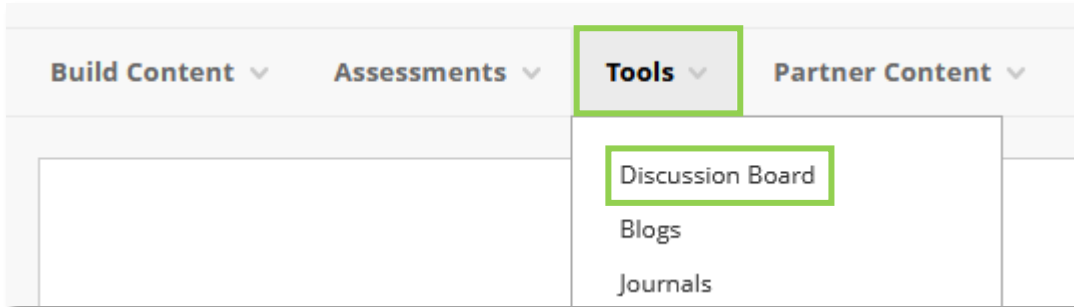 Build Content Assessments Tools Partner Content
Discussion Board
Blogs
Journals